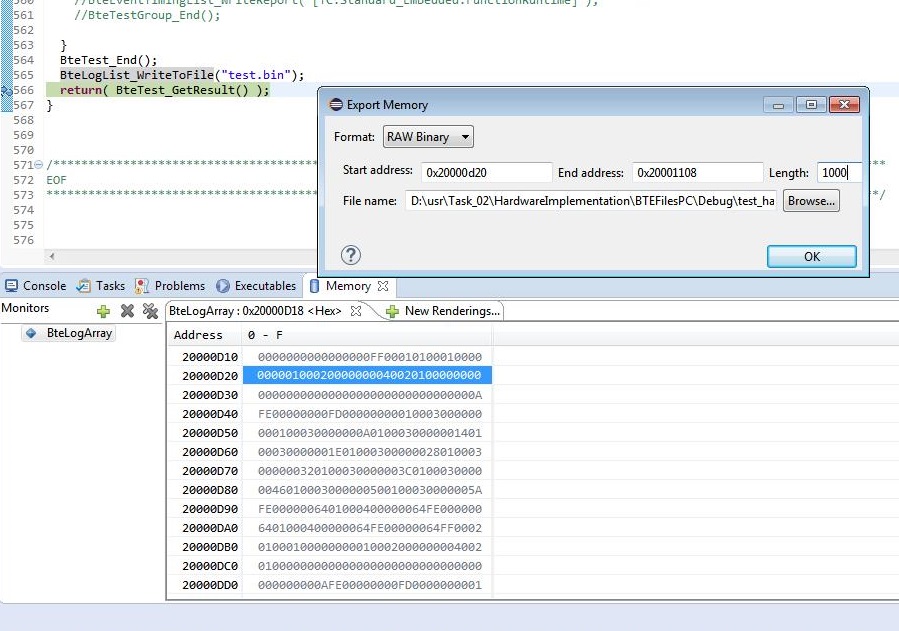 560 //BteEventTimingList_WriteReport( [TC.Standard_Embedded.FunctionRuntime] );
561 //BteTestGroup_End();
562
563 }
564 BteTest_End();
565 BteLogList_WriteToFile("test.bin");
566 return( BteTest_GetResult() );
567 }
568
569
570
571 /***************************************
572 EOF
573 ***************************************/
574
575
576
Export Memory
Format: RAW Binary
Start address: 0x20000d20 End address: 0x20001108 Length: 1000
File name: D:\usr\Task_02\HardwareImplementation\BTEFilesPC\Debug\test_ha Browse...
OK
Console Tasks Problems Executables Memory
Monitors
BteLogArray
BteLogArray : 0x20000D18 <Hex> New Renderings...
Address 0 - F
20000D10 0000000000000000FF00010100010000
20000D20 00000100020000000040020100000000
20000D30 0000000000000000000000000000000A
20000D40 FE00000000FD00000000010003000000
20000D50 000100030000000A0100030000001401
20000D60 00030000001E01000300000028010003
20000D70 000000320100030000003C0100030000
20000D80 0046010003000000500100030000005A
20000D90 FE0000006401000400000064FE000000
20000DA0 6401000400000064FE00000064FF0002
20000DB0 01000100000000010002000000004002
20000DC0 01000000000000000000000000000000
20000DD0 000000000AFE00000000FD0000000001